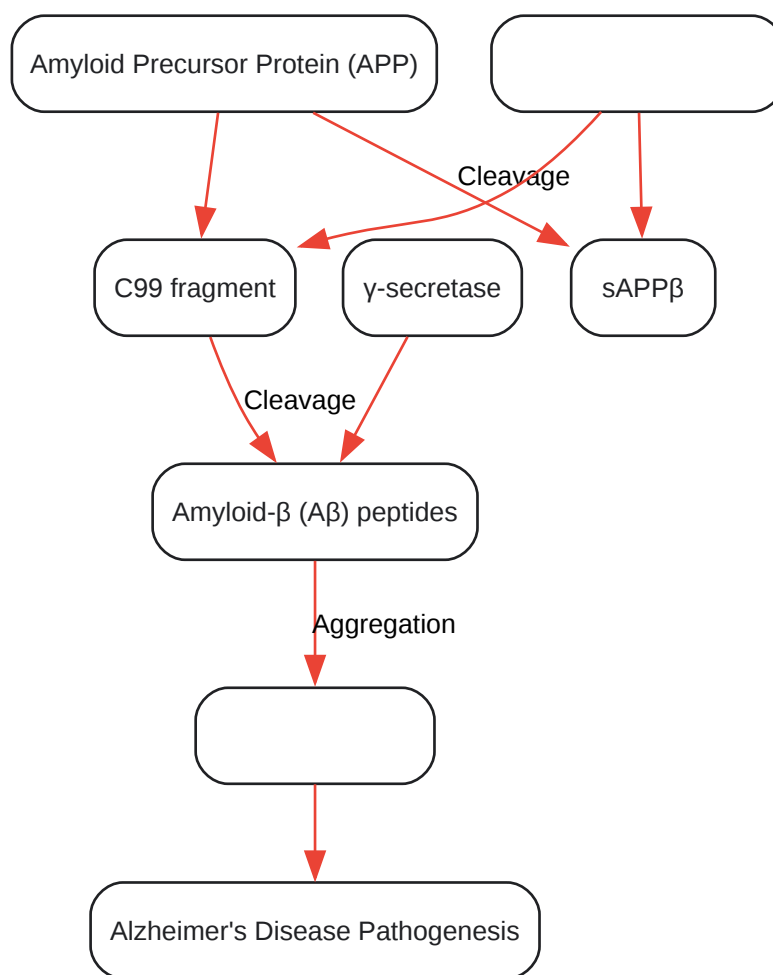 Amyloid Precursor Protein (APP)
Cleavage
C99 fragment
γ-secretase
sAPPβ
Cleavage
Amyloid-β (Aβ) peptides
Aggregation
Alzheimer's Disease Pathogenesis